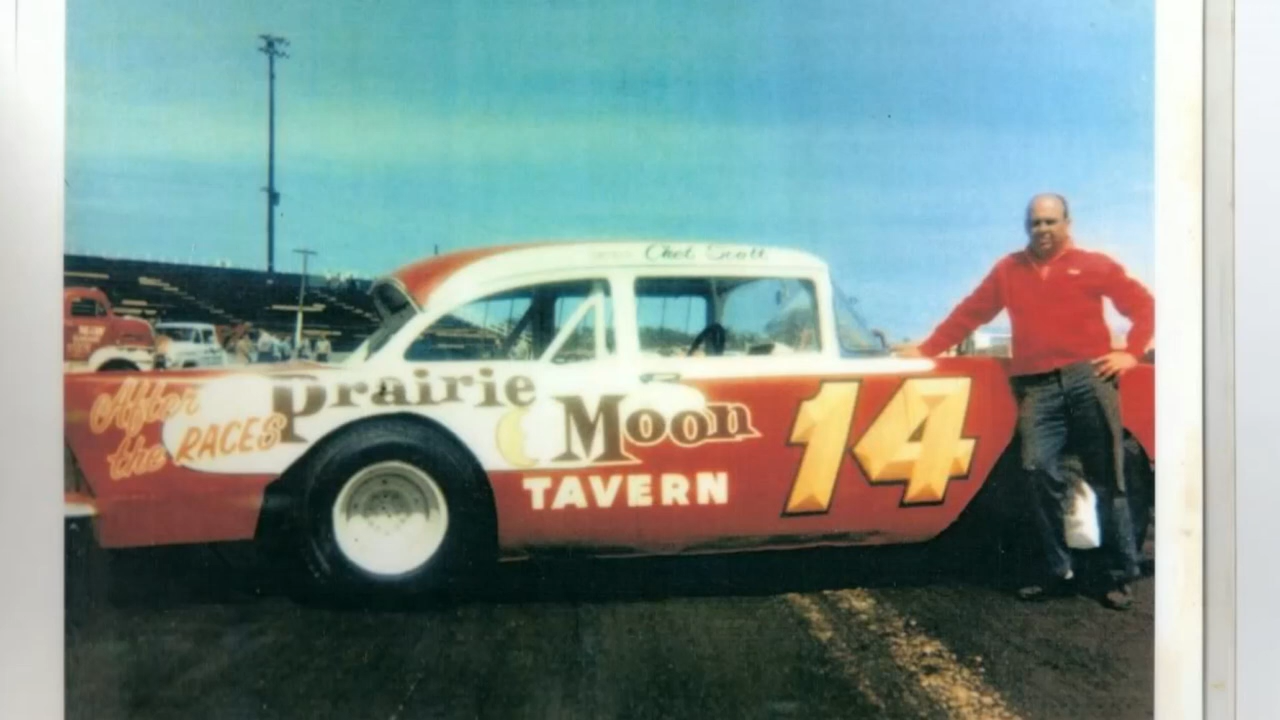 Chet Scott
Prairie
Moon
TAVERN
After
the RACES
14